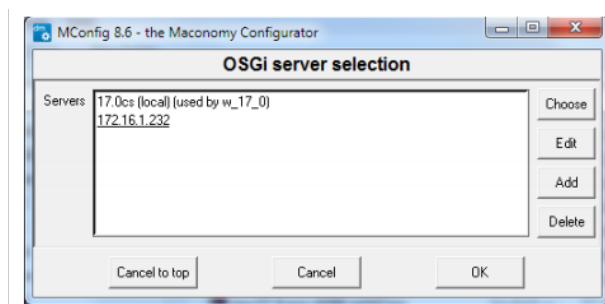 MConfig 8.6 - the Maconomy Configurator
OSGi server selection
Servers
17.0cs (local) (used by w_17_0)
172.16.1.232
Choose
Edit
Add
Delete
Cancel to top
Cancel
OK